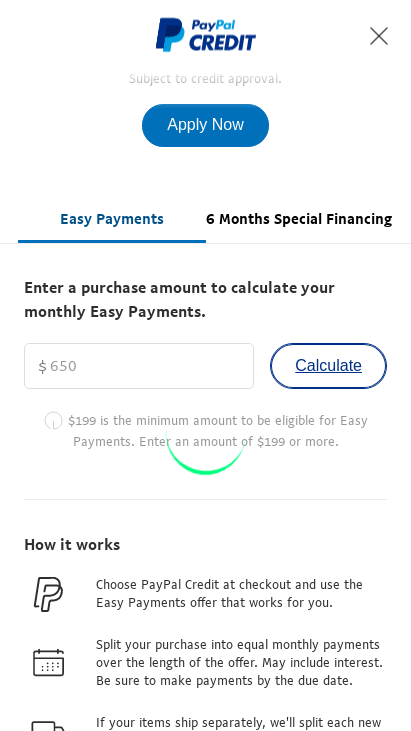 PayPal
CREDIT
Subject to credit approval.
Apply Now
Easy Payments
6 Months Special Financing
Enter a purchase amount to calculate your
monthly Easy Payments.
$ 650
Calculate
$199 is the minimum amount to be eligible for Easy
Payments. Enter an amount of $199 or more.
How it works
Choose PayPal Credit at checkout and use the
Easy Payments offer that works for you.
Split your purchase into equal monthly payments
over the length of the offer. May include interest.
Be sure to make payments by the due date.
If your items ship separately, we'll split each new